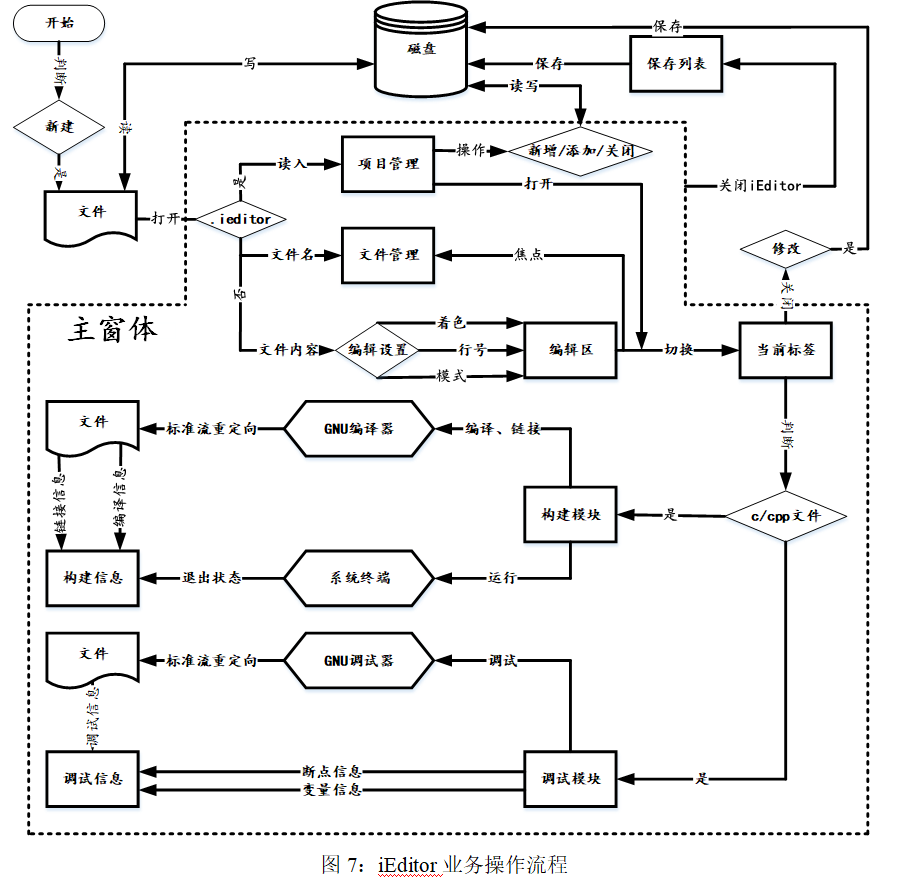 开始
保存
磁盘
写
保存
保存列表
判断
读写
新建
读
是
操作
新增/添加/关闭
读入
项目管理
打开
是
关闭iEditor
文件
打开
.ieditor
文件名
文件管理
焦点
修改
是
否
关闭
主窗体
着色
文件内容
编辑设置
行号
编辑区
切换
当前标签
模式
文件
标准流重定向
GNU编译器
编译、链接
判断
链接信息
编译信息
构建模块
是
c/cpp文件
构建信息
退出状态
系统终端
运行
文件
标准流重定向
GNU调试器
调试
调试信息
调试信息
断点信息
变量信息
调试模块
是
图 7：iEditor 业务操作流程